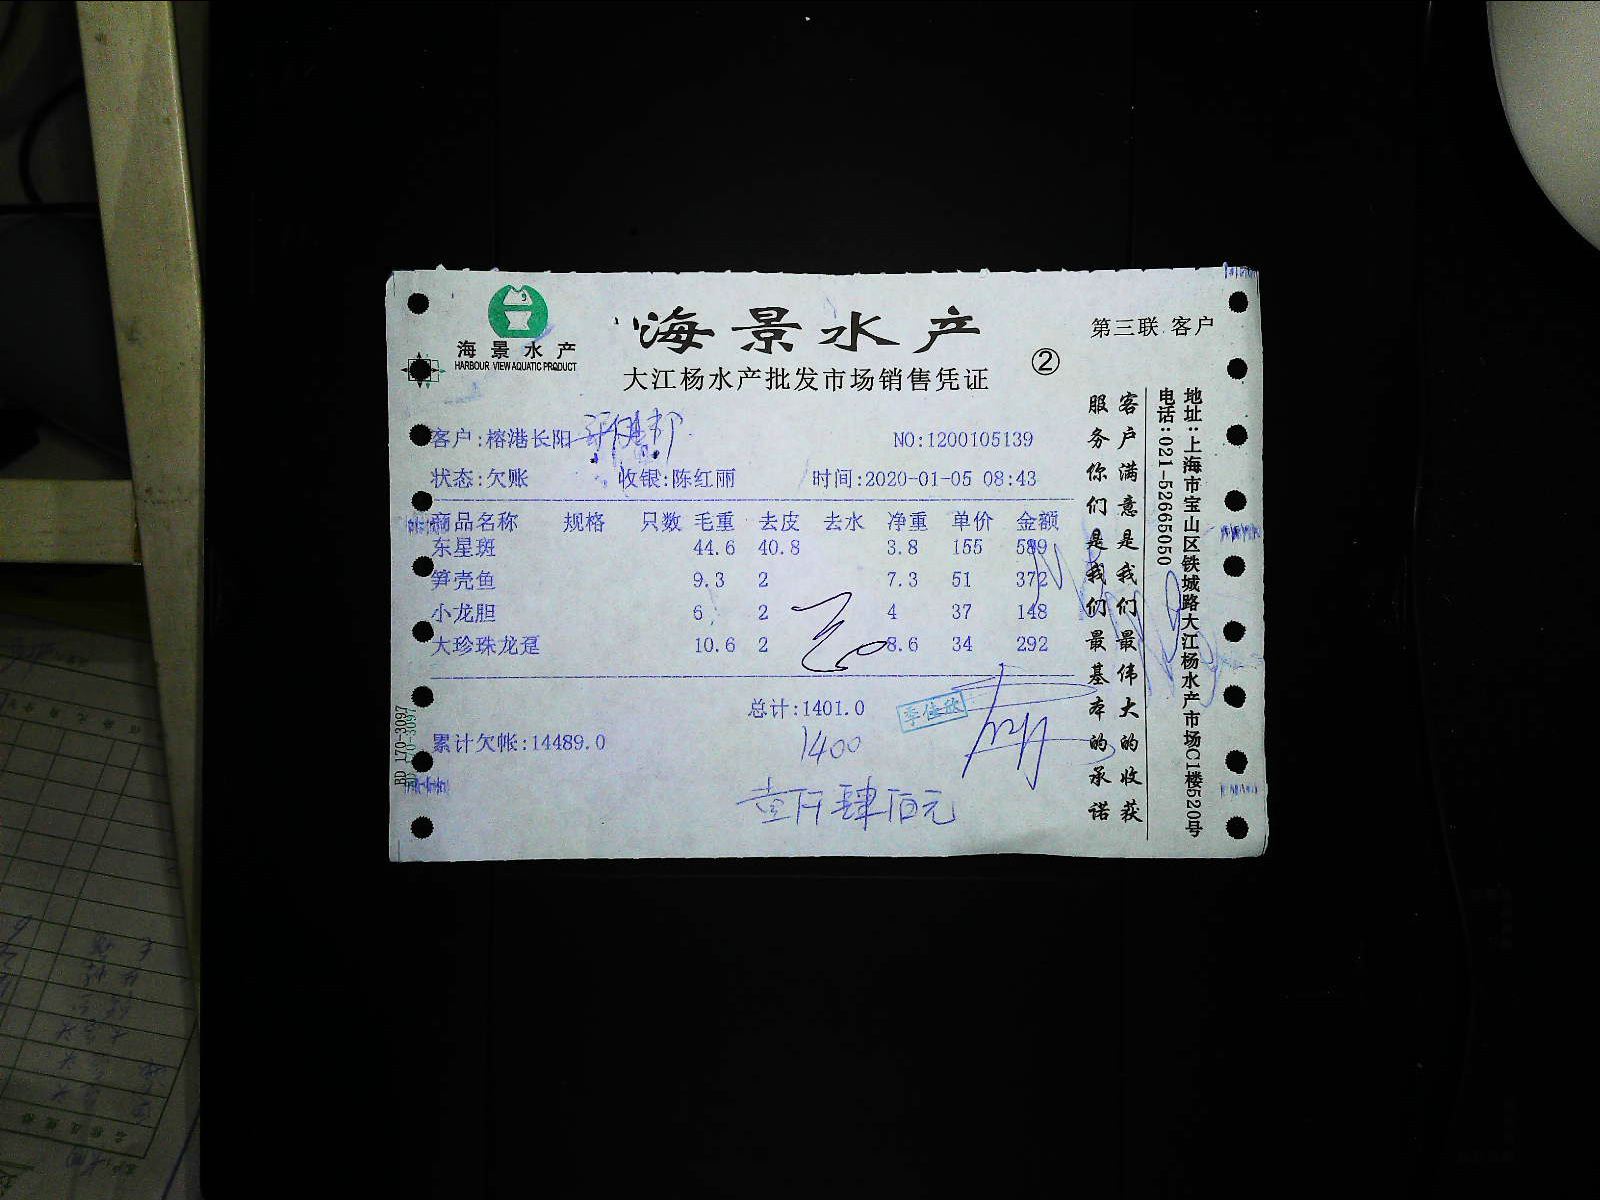 海景水产
HARBOUR VIEW AQUATIC PRODUCT
海景水产
大江杨水产批发市场销售凭证
②
第三联 客户
客户:榕港长阳
NO:1200105139
状态:欠账 收银:陈红丽 时间:2020-01-05 08:43
商品名称 规格 只数 毛重 去皮 去水 净重 单价 金额
东星斑 44.6 40.8 3.8 155 589
笋壳鱼 9.3 2 7.3 51 372
小龙胆 6 2 4 37 148
大珍珠龙趸 10.6 2 8.6 34 292
总计:1401.0
累计欠帐:14489.0
1400
壹仟肆佰元
客户满意是我们最伟大的收获
服务你们是我们最基本的承诺
地址:上海市宝山区铁城路大江杨水产市场C1楼520号
电话:021-52665050
BD 170-3097